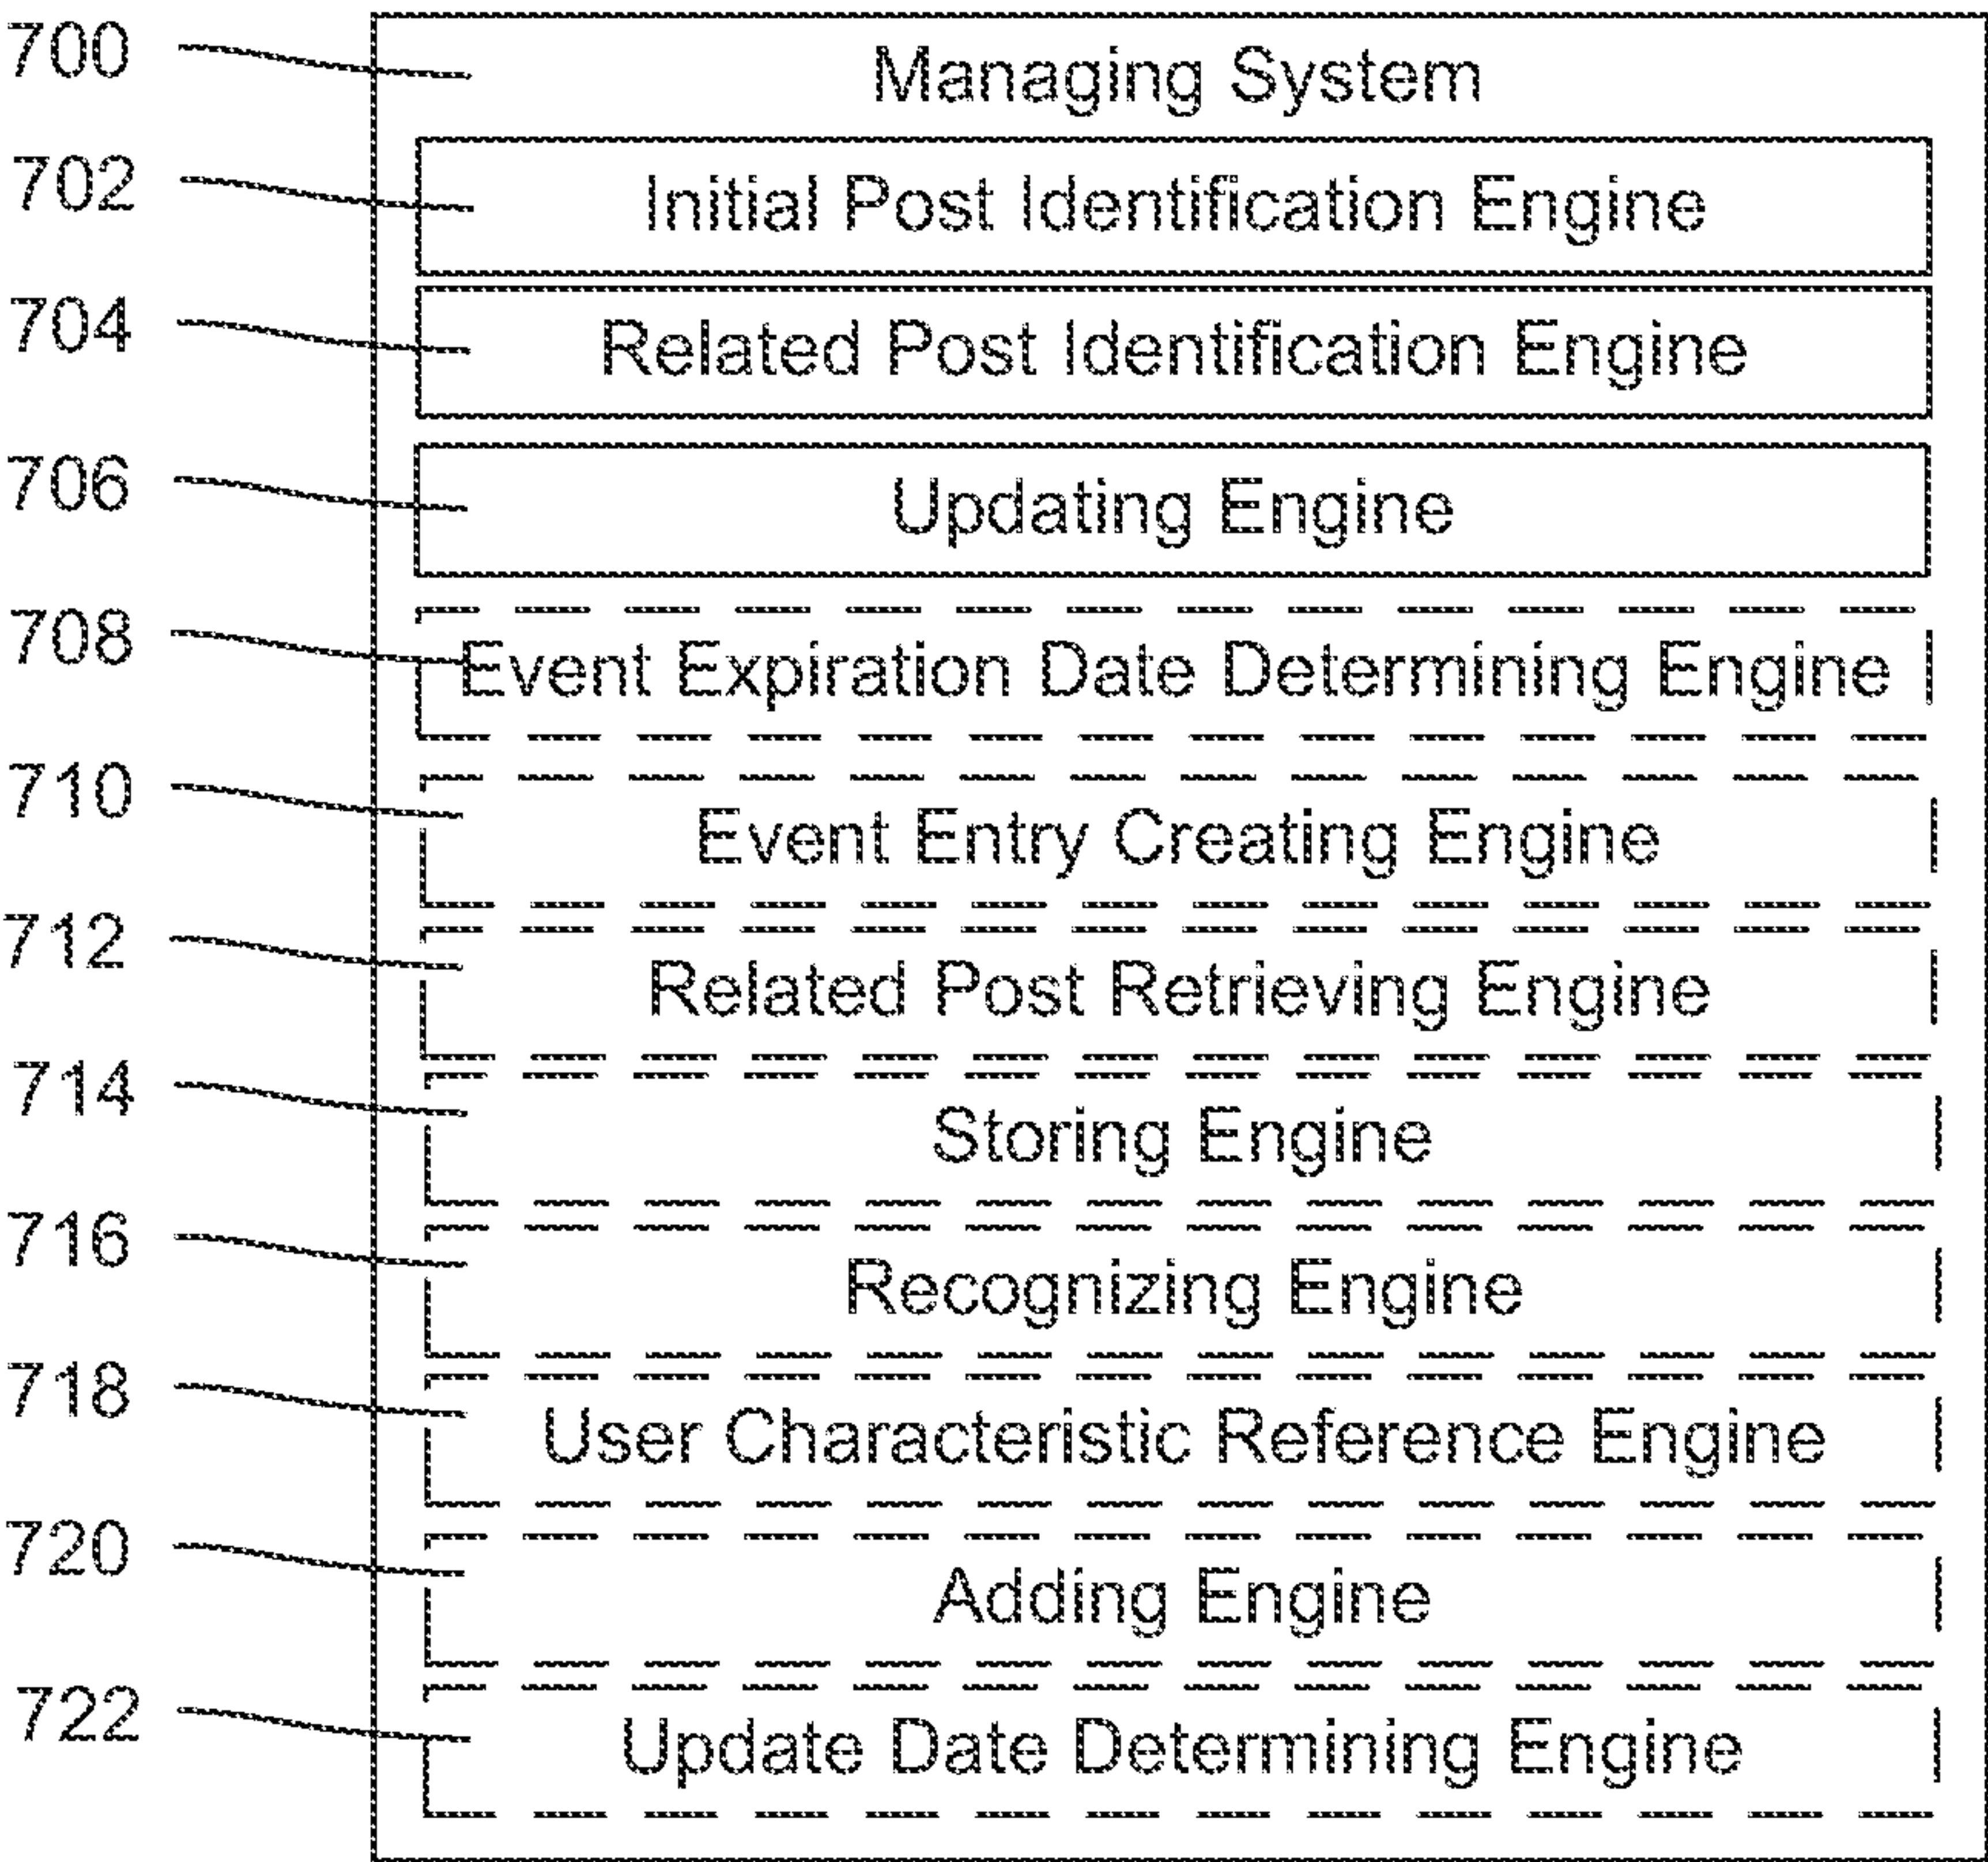 700 Managing System
702 Initial Post Identification Engine
704 Related Post Identification Engine
706 Updating Engine
708 Event Expiration Date Determining Engine
710 Event Entry Creating Engine
712 Related Post Retrieving Engine
714 Storing Engine
716 Recognizing Engine
718 User Characteristic Reference Engine
720 Adding Engine
722 Update Date Determining Engine